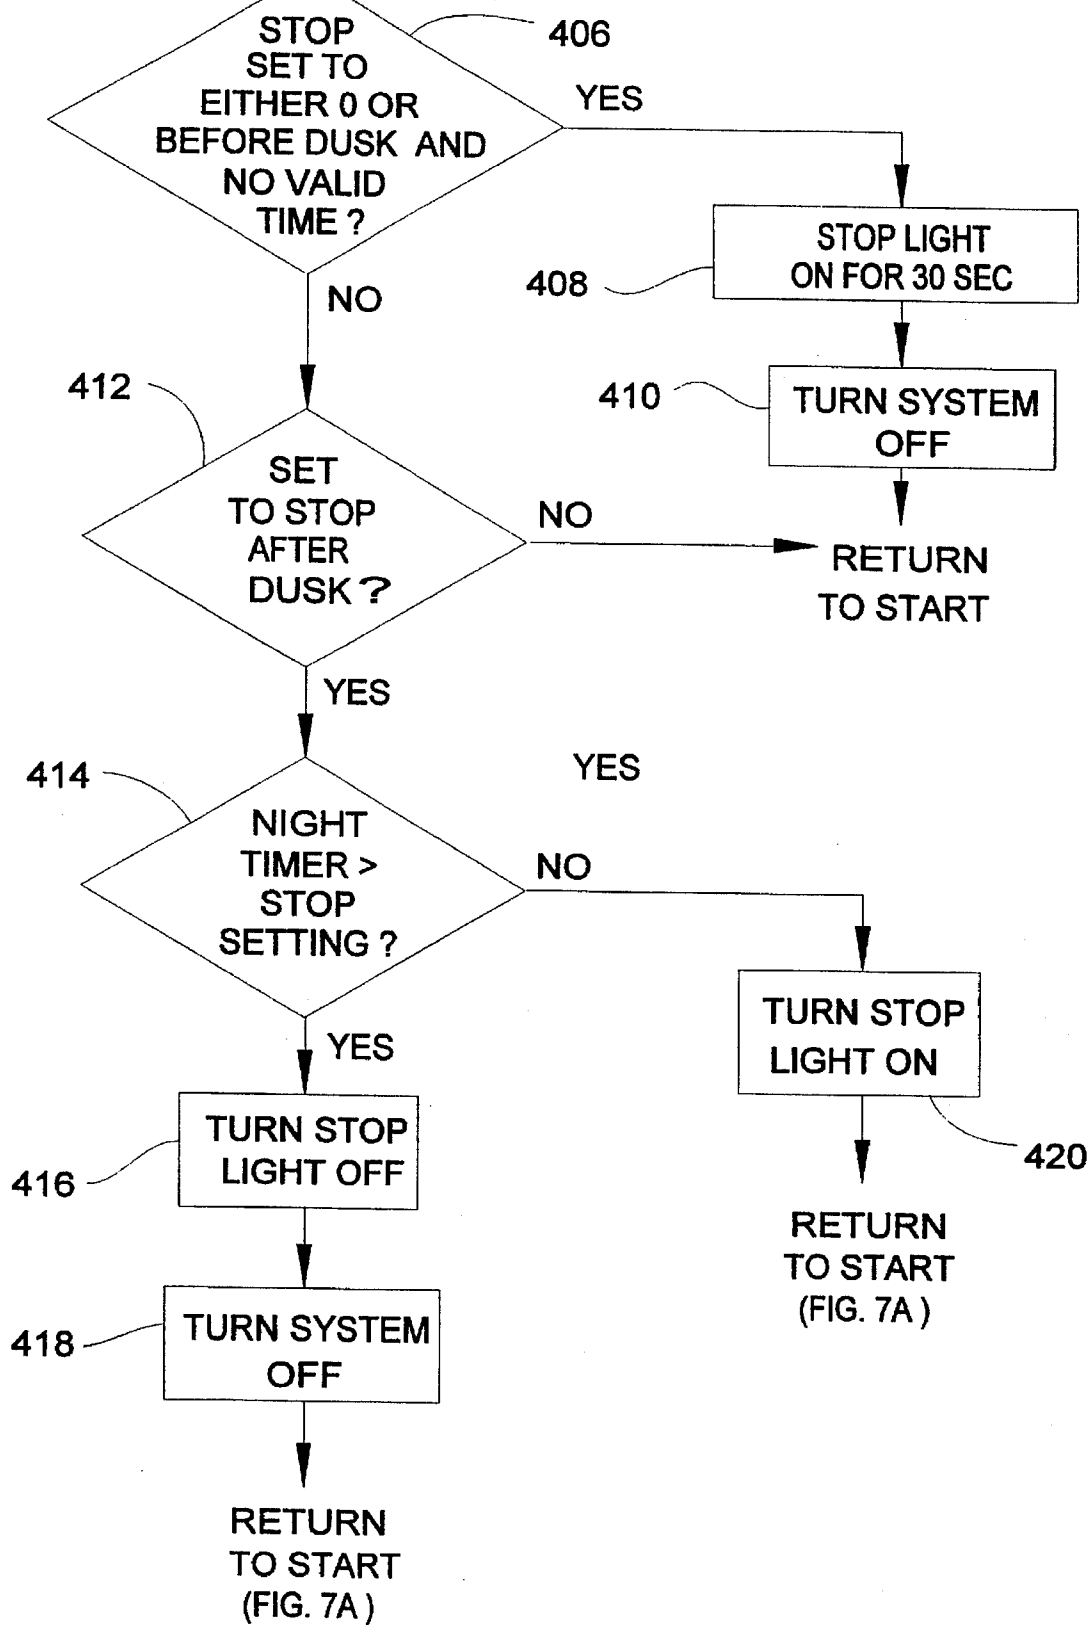 406
STOP
SET TO
EITHER 0 OR
BEFORE DUSK AND
NO VALID
TIME ?
YES
STOP LIGHT
ON FOR 30 SEC
408
NO
TURN SYSTEM
OFF
410
412
SET
TO STOP
AFTER
DUSK ?
NO
RETURN
TO START
YES
YES
414
NIGHT
TIMER >
STOP
SETTING ?
NO
TURN STOP
LIGHT ON
420
YES
TURN STOP
LIGHT OFF
416
RETURN
TO START
(FIG. 7A )
TURN SYSTEM
OFF
418
RETURN
TO START
(FIG. 7A )